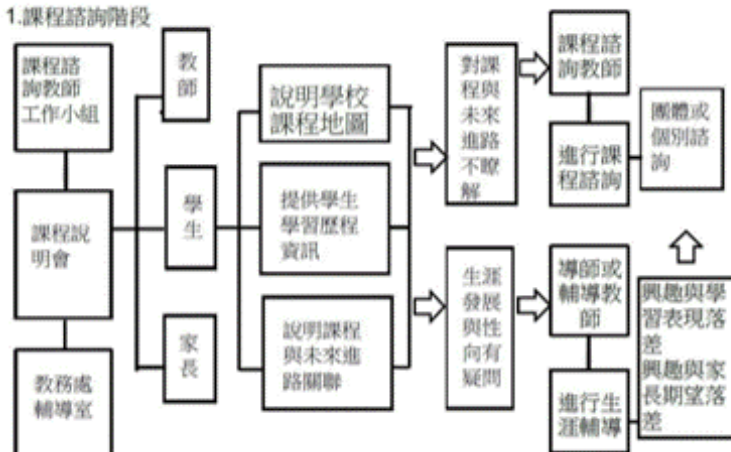 1.課程諮詢階段
課程諮
詢教師
工作小組
課程說
明會
教務處
輔導室
教
師
學
生
家
長
說明學校
課程地圖
提供學生
學習歷程
資訊
說明課程
與未來進
路關聯
對課
程與
未來
進路
不瞭
解
課程諮
詢教師
進行課
程諮詢
團體或
個別諮
詢
生涯
發展
與性
向有
疑問
導師或
輔導教
師
進行生
涯輔導
興趣與學
習表現落
差
興趣與家
長期望落
差